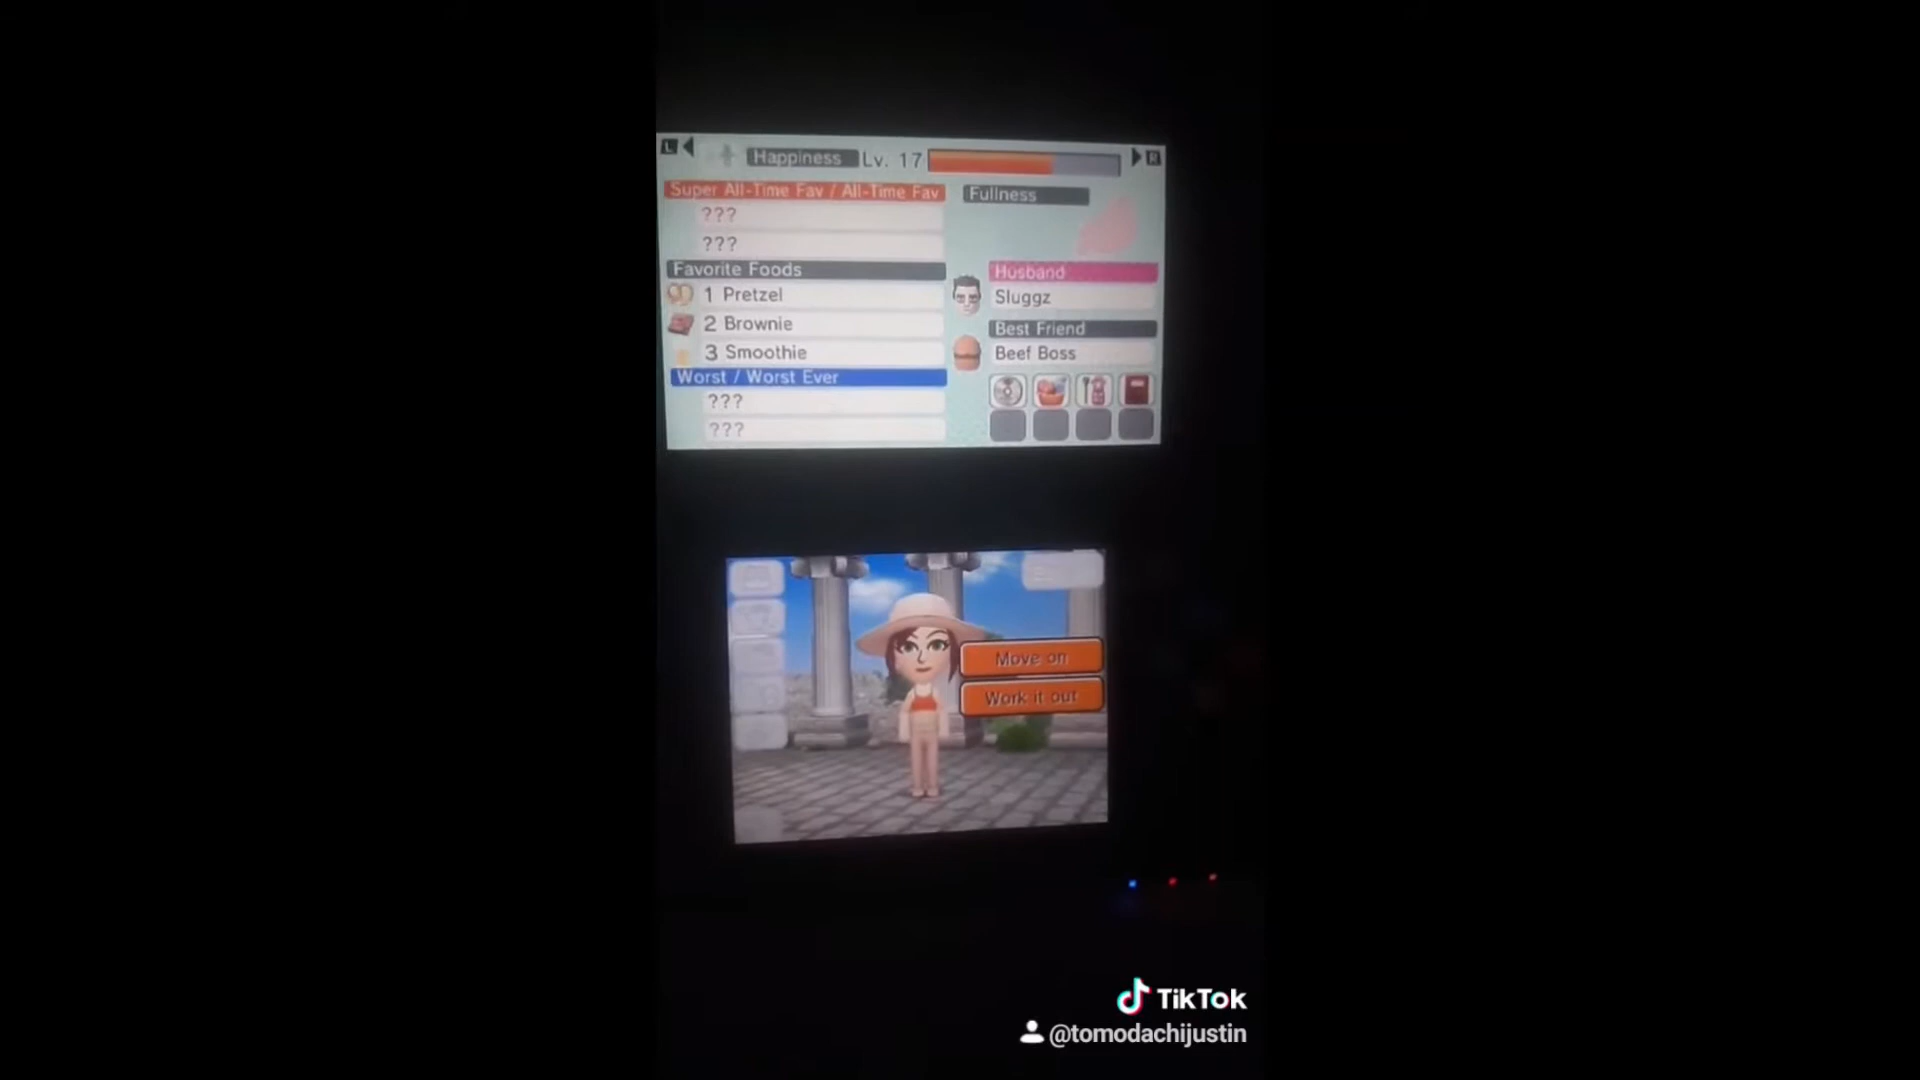 L R
Happiness Lv. 17
Super All-Time Fav / All-Time Fav
???
???
Favorite Foods
1 Pretzel
2 Brownie
3 Smoothie
Worst / Worst Ever
???
???
Fullness
Husband
Sluggz
Best Friend
Beef Boss
Move on
Work it out
TikTok
@tomodachijustin